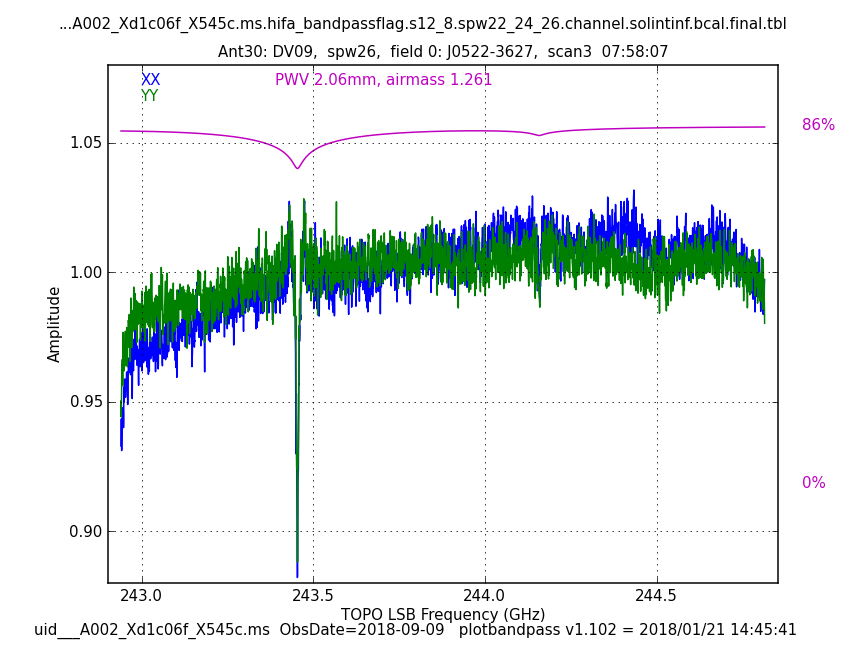 ...A002_Xd1c06f_X545c.ms.hifa_bandpassflag.s12_8.spw22_24_26.channel.solintinf.bcal.final.tbl
Ant30: DV09,  spw26,  field 0: J0522-3627,  scan3  07:58:07
XX
YY
PWV 2.06mm, airmass 1.261
86%
0%
1.05
1.00
0.95
0.90
Amplitude
243.0
243.5
244.0
244.5
TOPO LSB Frequency (GHz)
uid___A002_Xd1c06f_X545c.ms  ObsDate=2018-09-09   plotbandpass v1.102 = 2018/01/21 14:45:41